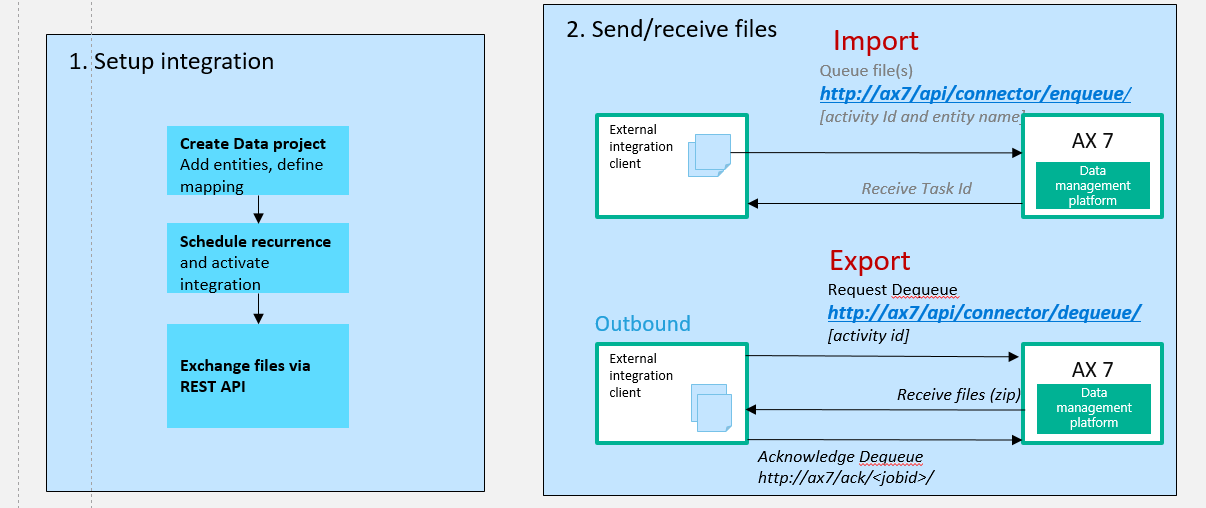 1. Setup integration
Create Data project
Add entities, define
mapping
Schedule recurrence
and activate
integration
Exchange files via
REST API
2. Send/receive files
Import
Queue file(s)
http://ax7/api/connector/enqueue/
[activity Id and entity name]
External
integration
client
AX 7
Data
management
platform
Receive Task Id
Export
Request Dequeue
http://ax7/api/connector/dequeue/
[activity id]
Outbound
External
integration
client
AX 7
Data
management
platform
Receive files (zip)
Acknowledge Dequeue
http://ax7/ack/<jobid>/